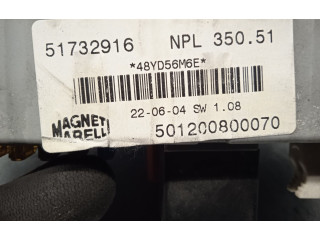 51732916 NPL 350.51
*48YD56M6E*
22-06-04 SW 1.08
MAGNETI
MARELLI
501200800070